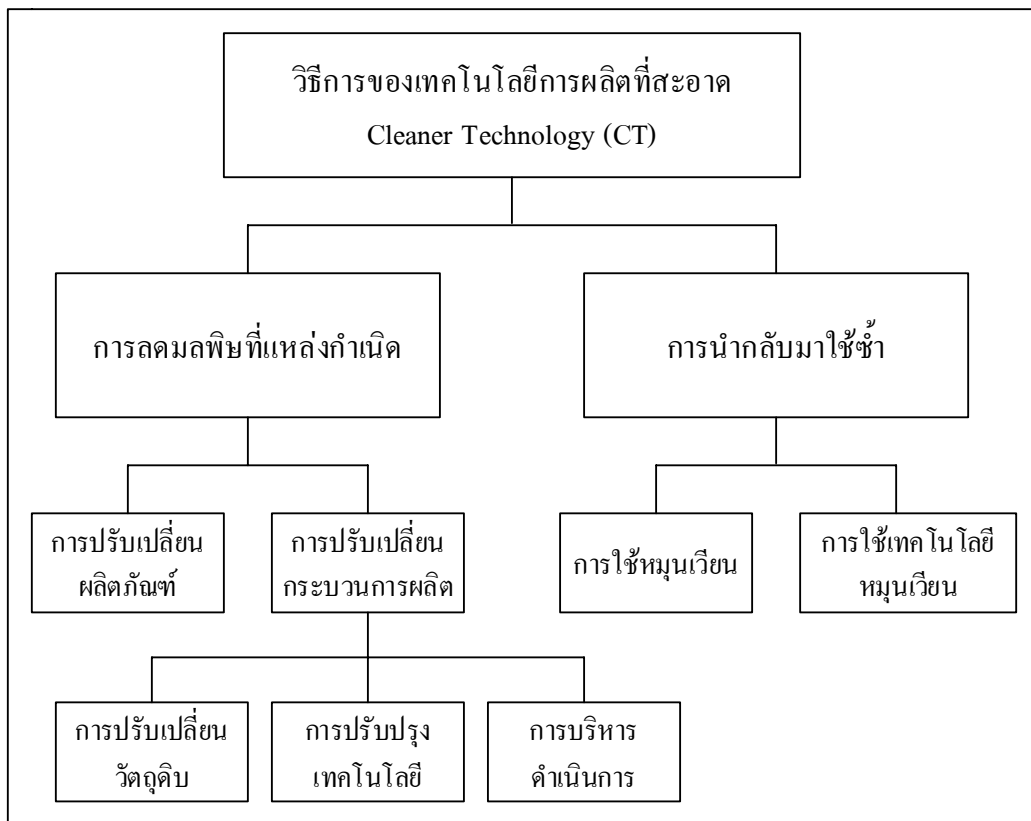 วิธีการของเทคโนโลยีการผลิตที่สะอาด
Cleaner Technology (CT)
การลดมลพิษที่แหล่งกำเนิด
การนำกลับมาใช้ซ้ำ
การปรับเปลี่ยน
ผลิตภัณฑ์
การปรับเปลี่ยน
กระบวนการผลิต
การใช้หมุนเวียน
การใช้เทคโนโลยี
หมุนเวียน
การปรับเปลี่ยน
วัตถุดิบ
การปรับปรุง
เทคโนโลยี
การบริหาร
ดำเนินการ